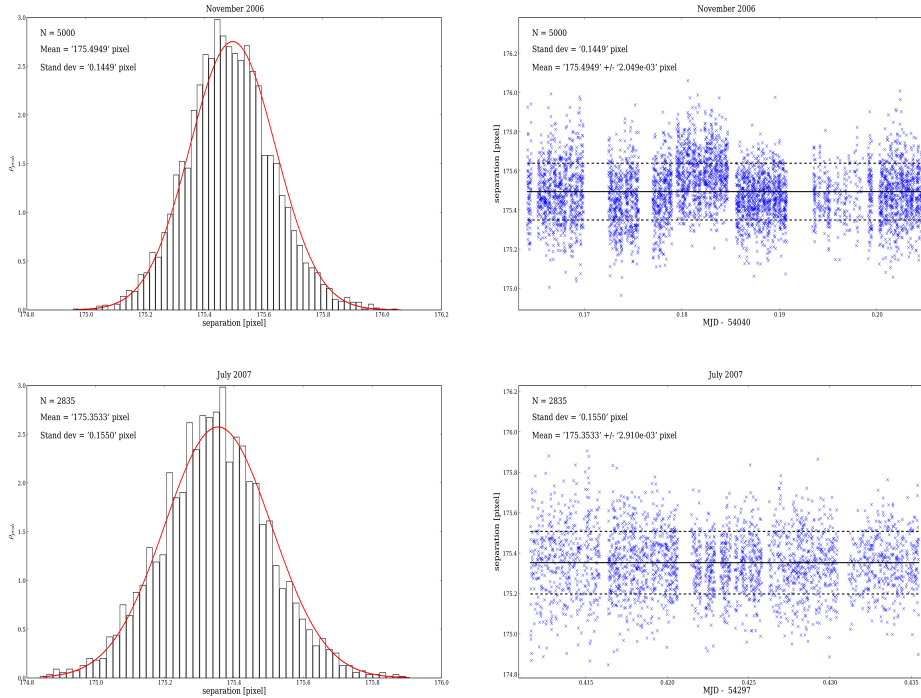 November 2006
N = 5000
Mean = '175.4949' pixel
Stand dev = '0.1449' pixel
3.0
2.5
2.0
1.5
1.0
0.5
0.0
174.8
175.0
175.2
175.4
175.6
175.8
176.0
176.2
separation [pixel]
November 2006
N = 5000
Stand dev = '0.1449' pixel
Mean = '175.4949' +/- '2.049e-03' pixel
separation [pixel]
176.2
176.0
175.8
175.6
175.4
175.2
175.0
0.17
0.18
0.19
0.20
MJD - 54040
July 2007
N = 2835
Mean = '175.3533' pixel
Stand dev = '0.1550' pixel
3.0
2.5
2.0
1.5
1.0
0.5
0.0
174.8
175.0
175.2
175.4
175.6
175.8
176.0
separation [pixel]
July 2007
N = 2835
Stand dev = '0.1550' pixel
Mean = '175.3533' +/- '2.910e-03' pixel
separation [pixel]
176.2
176.0
175.8
175.6
175.4
175.2
175.0
174.8
0.415
0.420
0.425
0.430
0.435
MJD - 54297